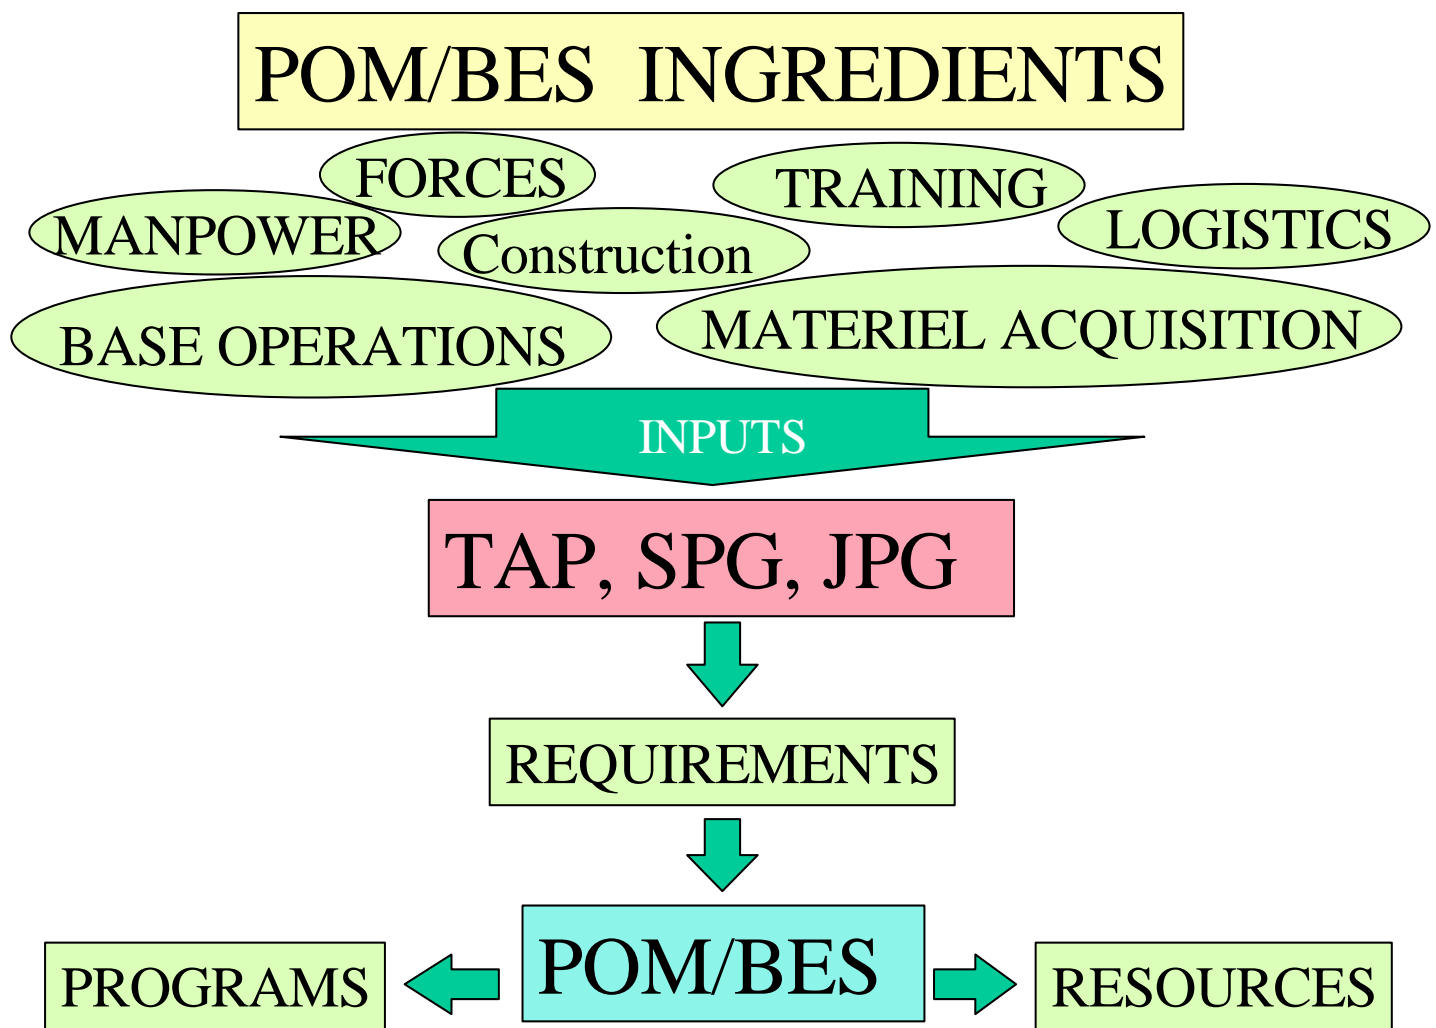 POM/BES INGREDIENTS
FORCES
TRAINING
MANPOWER
LOGISTICS
Construction
BASE OPERATIONS
MATERIEL ACQUISITION
INPUTS
TAP, SPG, JPG
REQUIREMENTS
POM/BES
PROGRAMS
RESOURCES